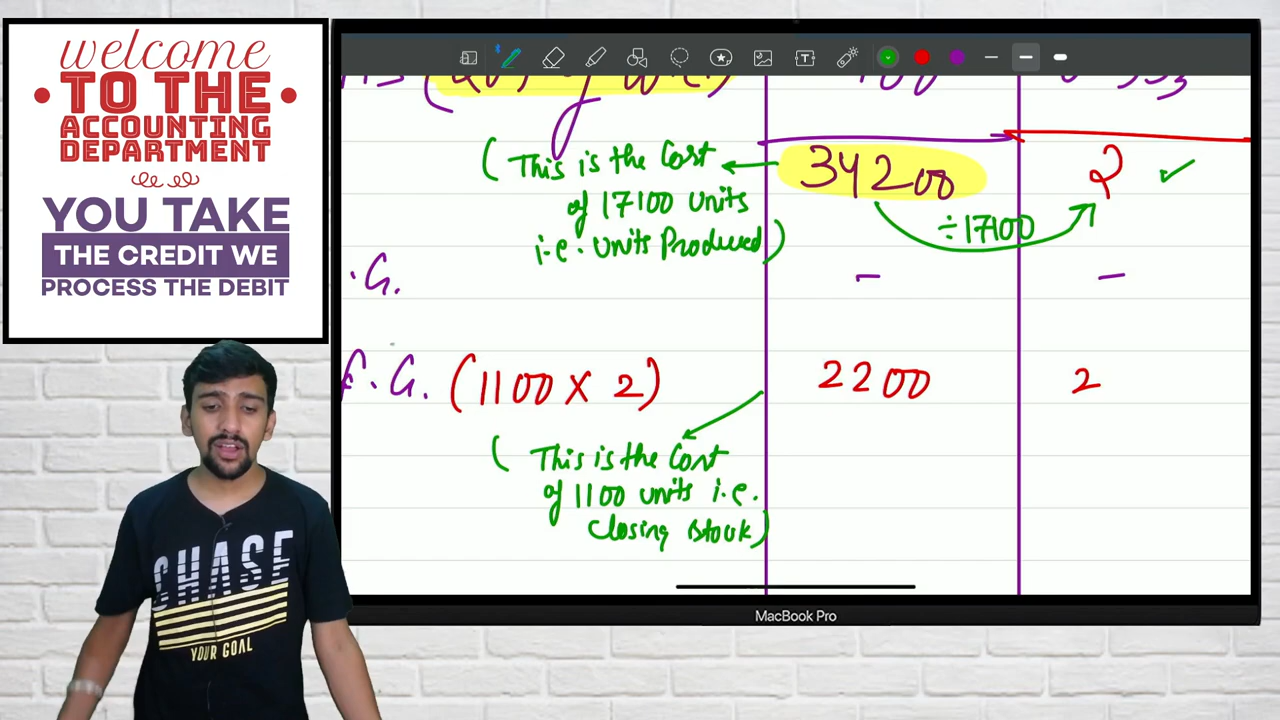 welcome
TO THE
ACCOUNTING
DEPARTMENT
YOU TAKE
THE CREDIT WE
PROCESS THE DEBIT
CHASE
YOUR GOAL
(This is the Cost
of 17100 units
i.e. units Produced)
34200
2 ✓
÷17100
.G. - -
F.G. (1100 X 2) 2200 2
(This is the Cost
of 1100 units i.e.
closing stock)
MacBook Pro